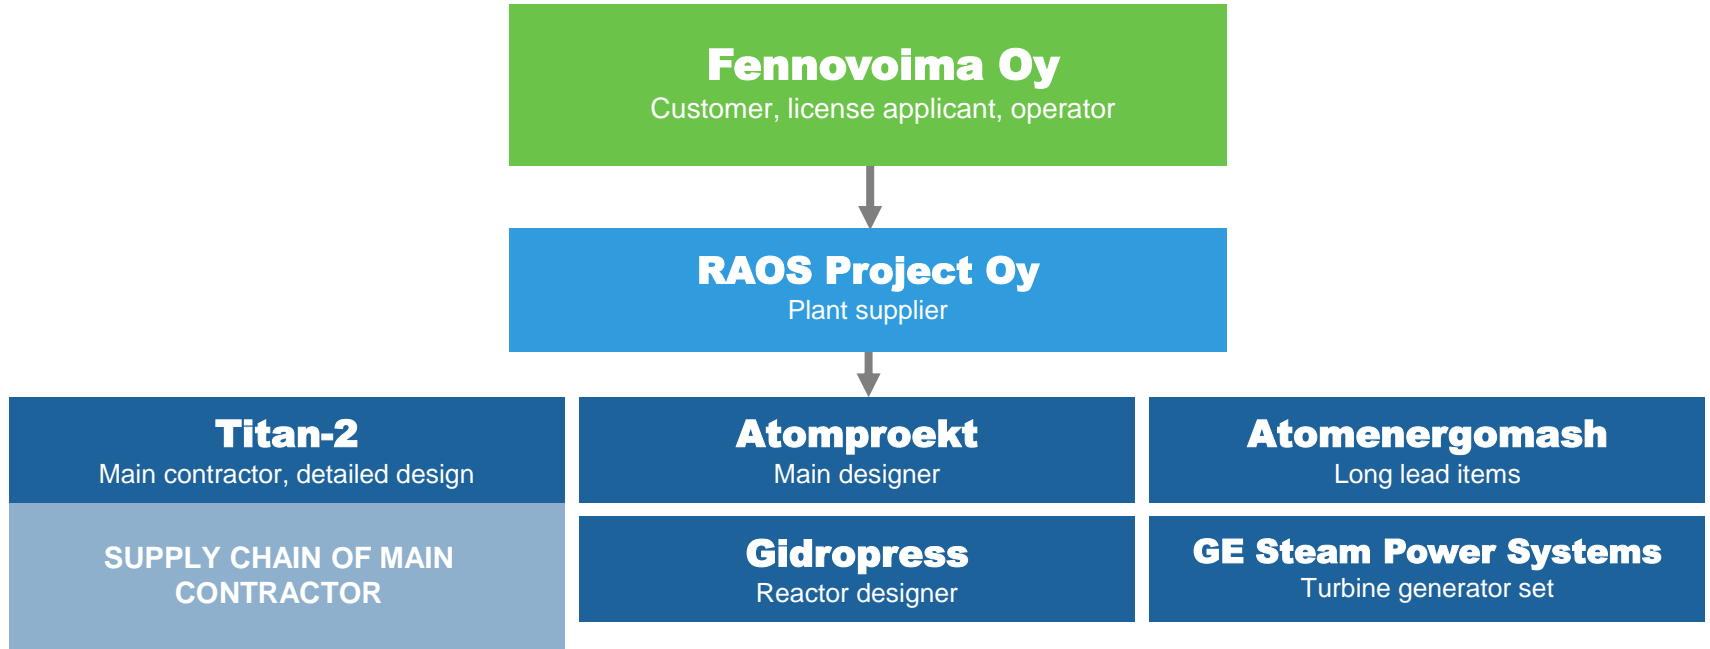 Fennovoima Oy
Customer, license applicant, operator
RAOS Project Oy
Plant supplier
Titan-2
Main contractor, detailed design
SUPPLY CHAIN OF MAIN
CONTRACTOR
Atomproekt
Main designer
Gidropress
Reactor designer
Atomenergomash
Long lead items
GE Steam Power Systems
Turbine generator set